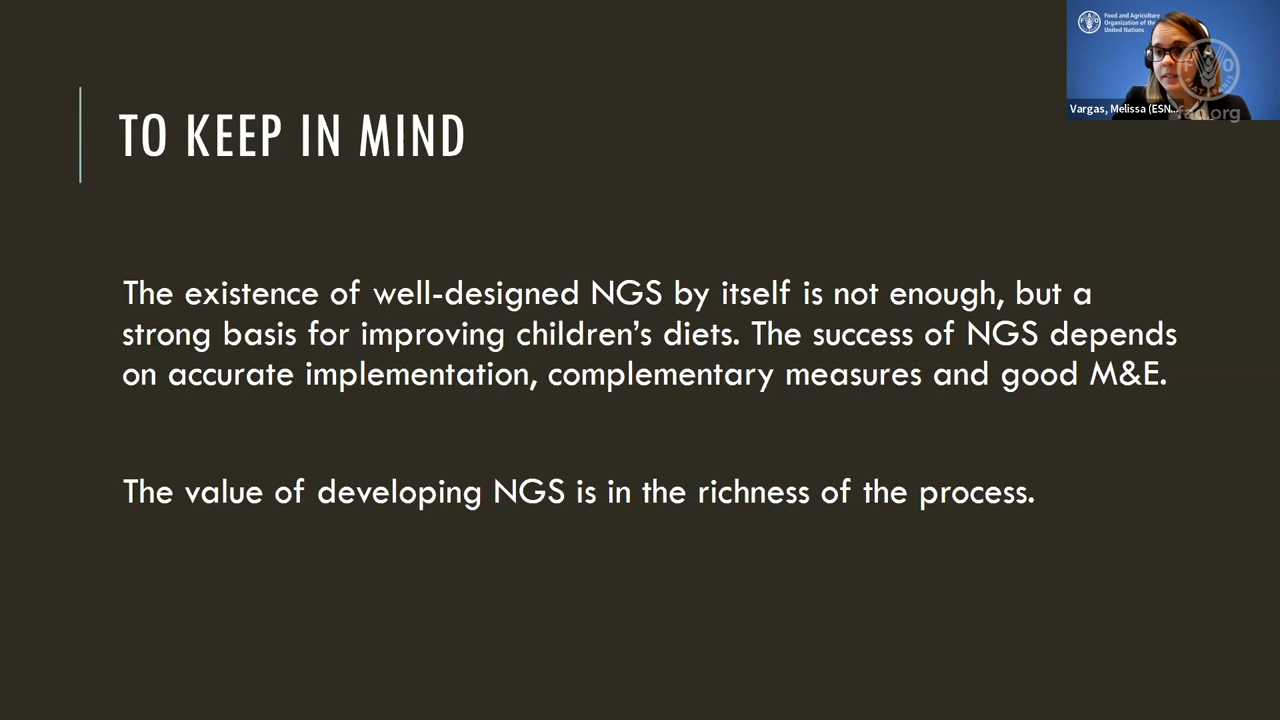 Food and Agriculture
Organization of the
United Nations
Vargas, Melissa (ESN...
fao.org
TO KEEP IN MIND
The existence of well-designed NGS by itself is not enough, but a
strong basis for improving children’s diets. The success of NGS depends
on accurate implementation, complementary measures and good M&E.
The value of developing NGS is in the richness of the process.